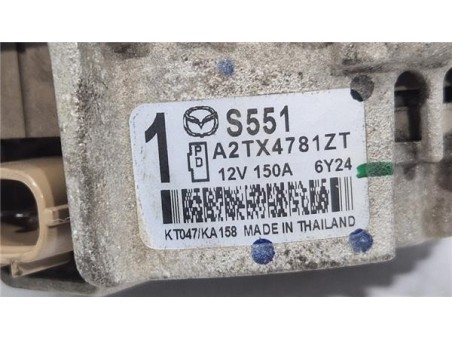 1 S551
P D A2TX4781ZT
12V 150A 6Y24
KT047/KA158 MADE IN THAILAND